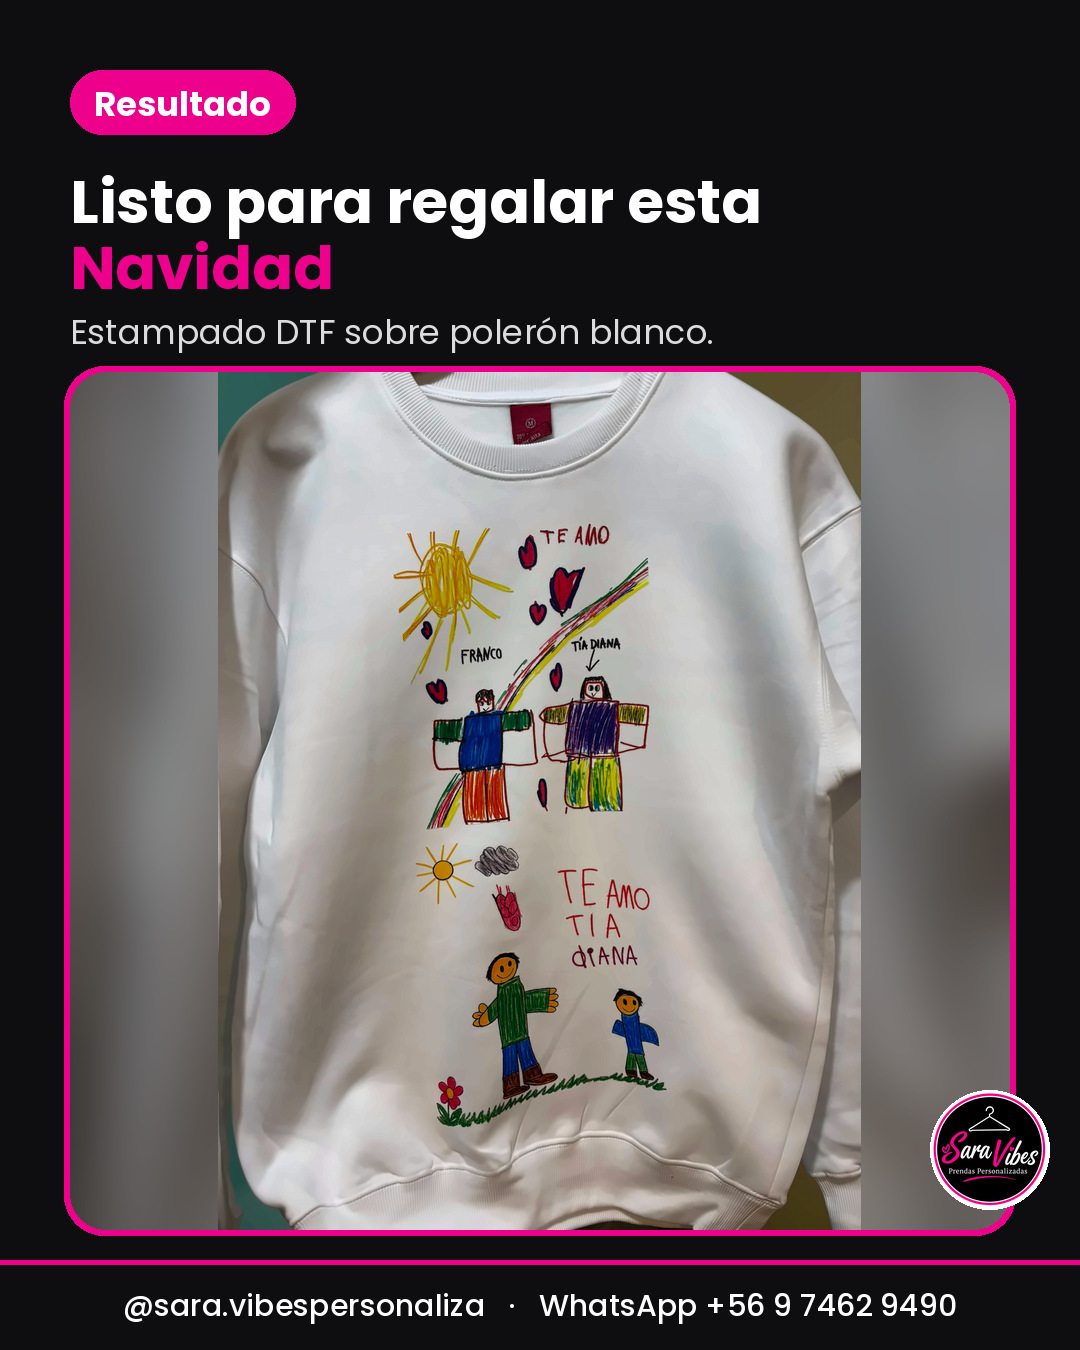 Resultado
Listo para regalar esta
Navidad
Estampado DTF sobre polerón blanco.
M
TE AMO
FRANCO
TÍA DIANA
TE AMO
TIA
diANA
Sara Vibes
Prendas Personalizadas
@sara.vibespersonaliza · WhatsApp +56 9 7462 9490